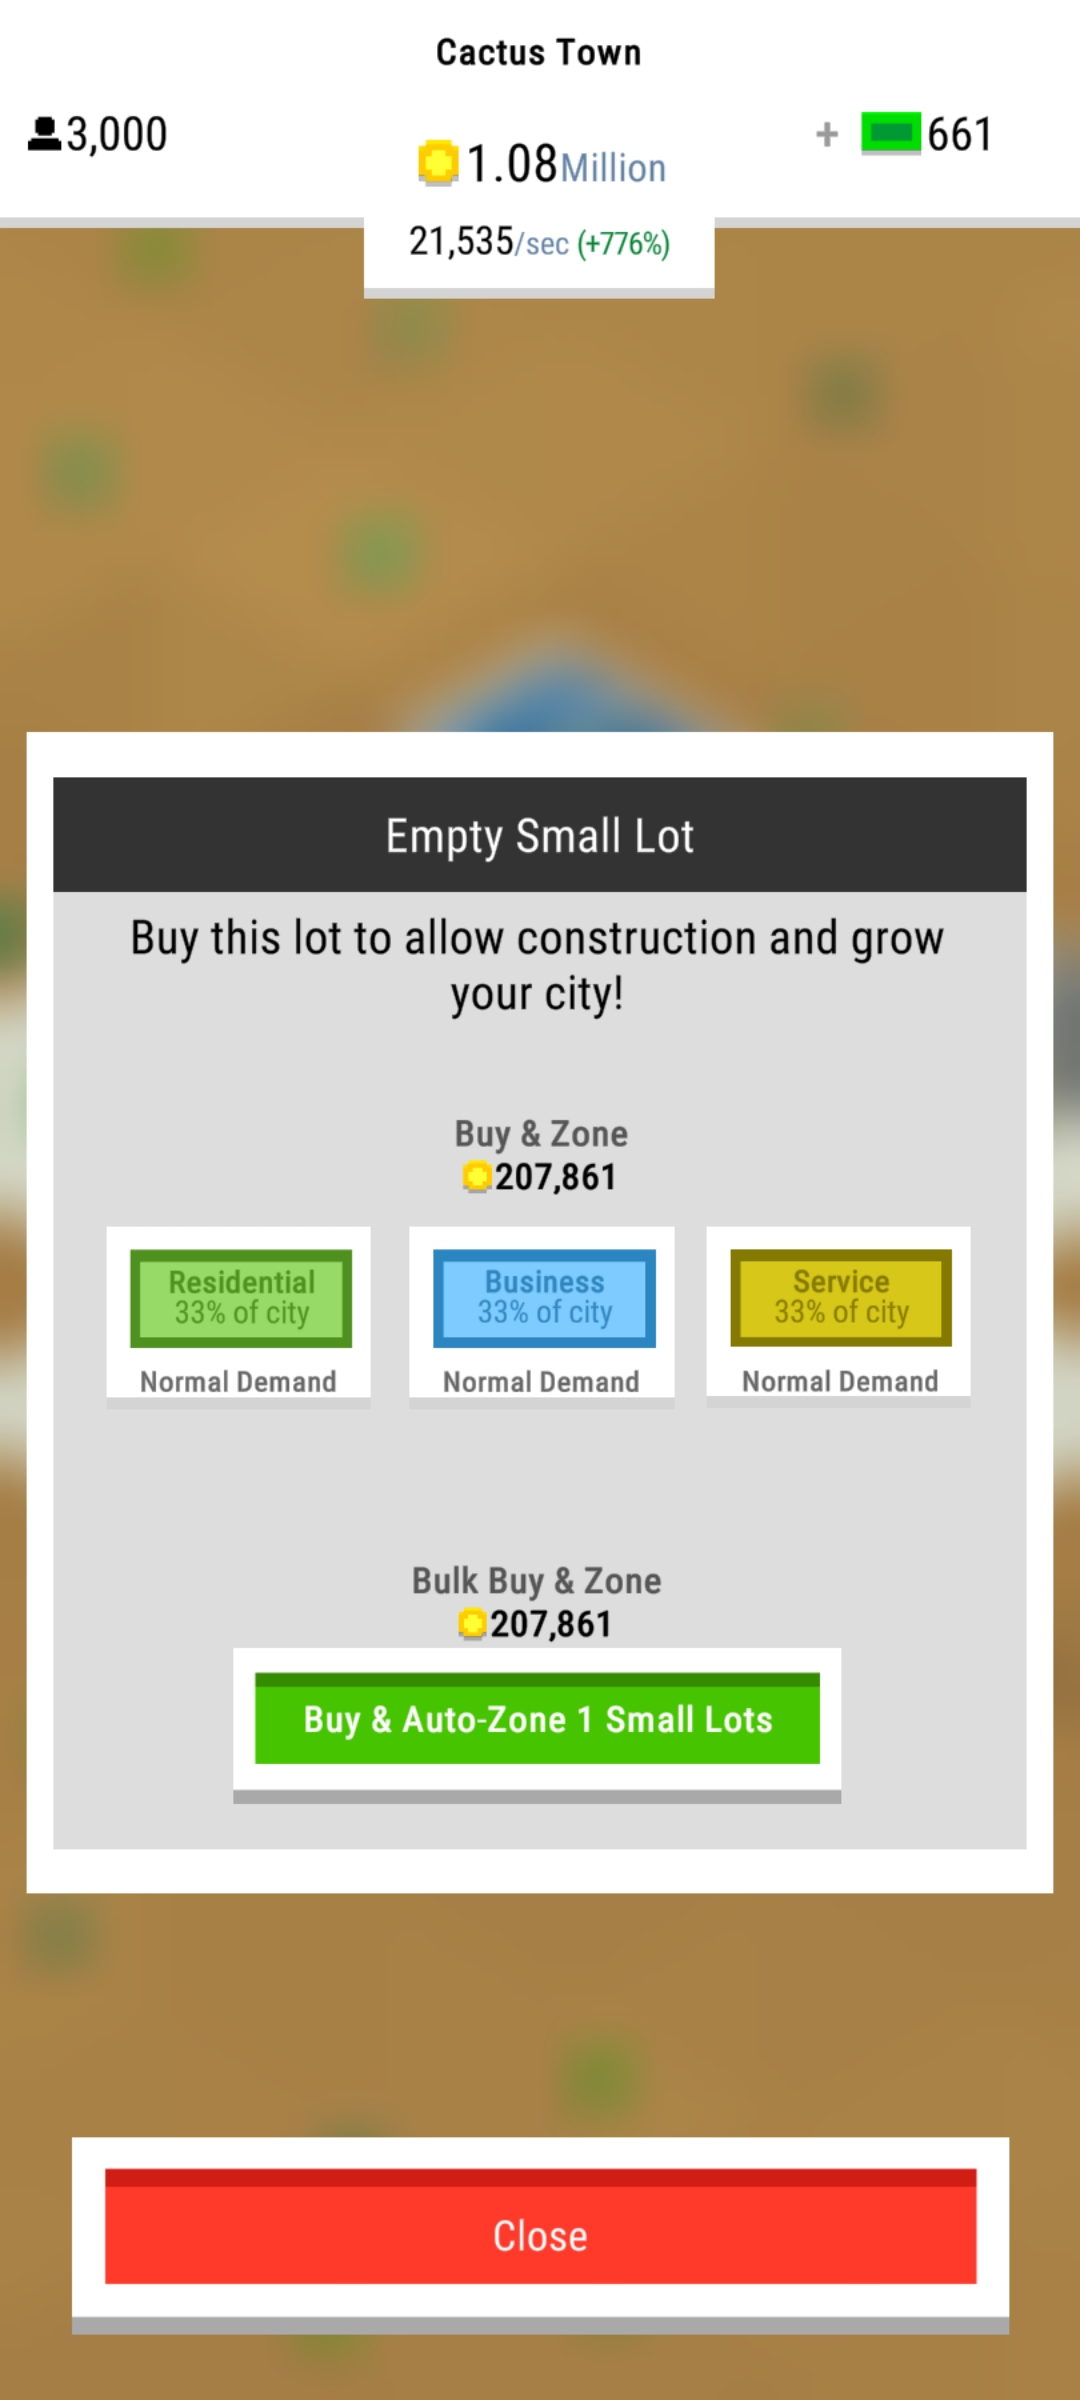 Cactus Town
3,000
1.08Million
+ 661
21,535/sec (+776%)
Empty Small Lot
Buy this lot to allow construction and grow
your city!
Buy & Zone
207,861
Residential
33% of city
Normal Demand
Business
33% of city
Normal Demand
Service
33% of city
Normal Demand
Bulk Buy & Zone
207,861
Buy & Auto-Zone 1 Small Lots
Close